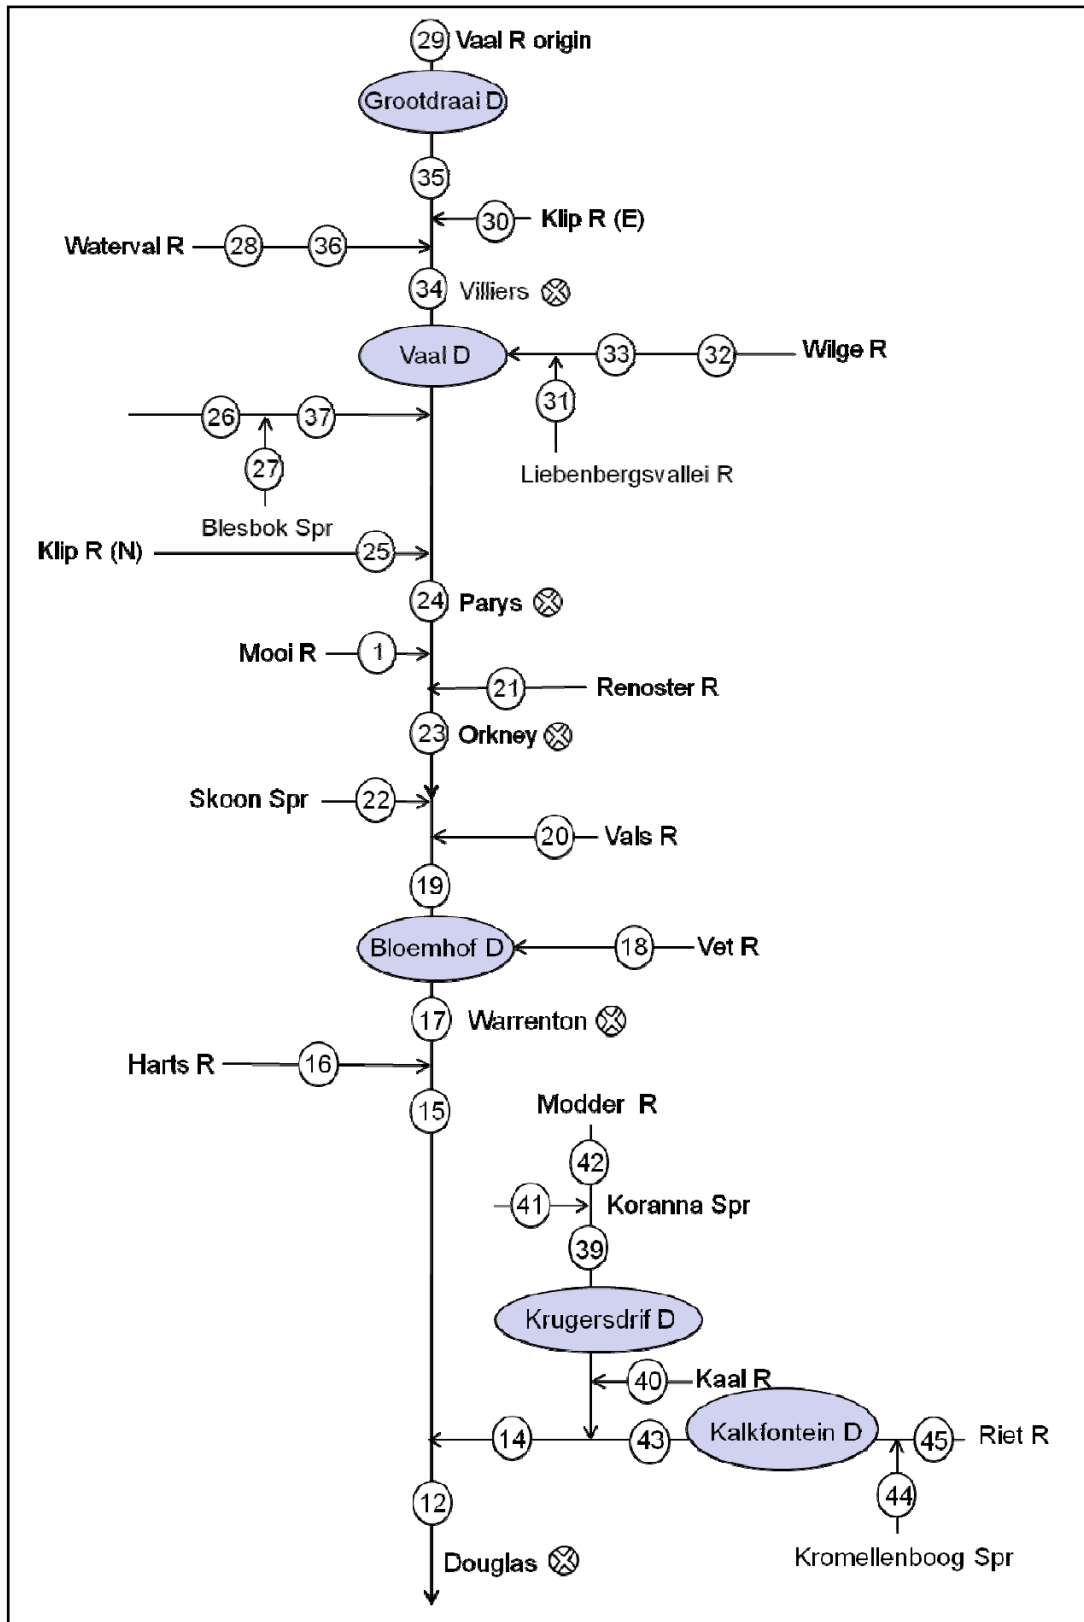 29 Vaal R origin
Grootdraai D
35
30 Klip R (E)
Waterval R 28 36
34 Villiers
Vaal D 33 32 Wilge R
31
26 37
Liebenbergsvallei R
27
Blesbok Spr
Klip R (N) 25
24 Parys
Mooi R 1
21 Renoster R
23 Orkney
Skoon Spr 22
20 Vals R
19
Bloemhof D 18 Vet R
17 Warrenton
Harts R 16
15
Modder R
42
41 Koranna Spr
39
Krugersdrif D
40 Kaal R
14 43 Kalkfontein D 45 Riet R
44
12
Kromellenboog Spr
Douglas